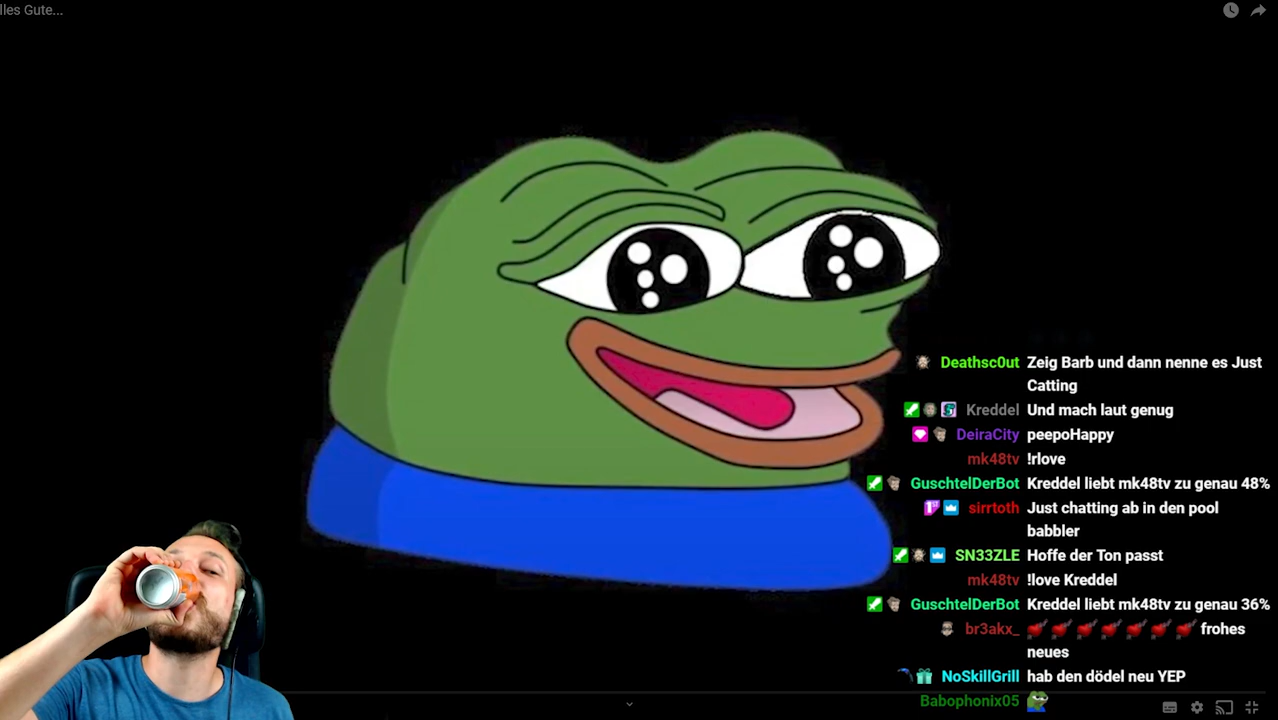 lles Gute...
Deathsc0ut Zeig Barb und dann nenne es Just
Catting
Kreddel Und mach laut genug
DeiraCity peepoHappy
mk48tv !rlove
GuschtelDerBot Kreddel liebt mk48tv zu genau 48%
sirrtoth Just chatting ab in den pool
babbler
SN33ZLE Hoffe der Ton passt
mk48tv !love Kreddel
GuschtelDerBot Kreddel liebt mk48tv zu genau 36%
br3akx_ frohes
neues
NoSkillGrill hab den dödel neu YEP
Babophonix05